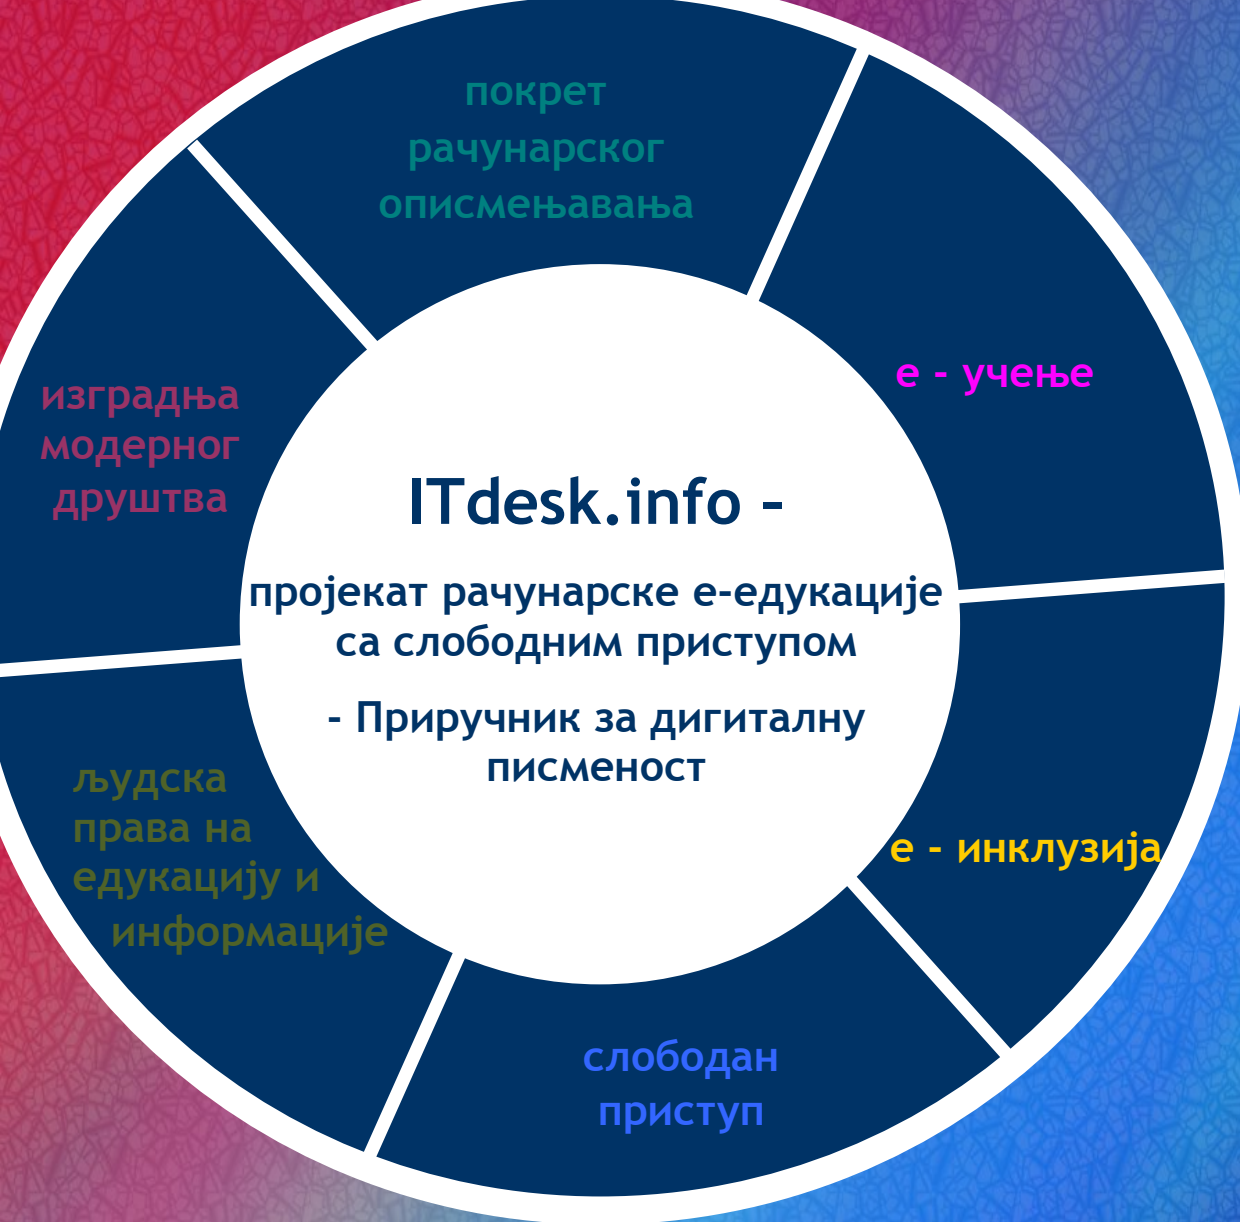 покрет
рачунарског
описмењавања
е - учење
изградња
модерног
друштва
ITdesk.info –
пројекат рачунарске е-едукације
са слободним приступом
- Приручник за дигиталну
писменост
људска
права на
едукацију и
информације
е - инклузија
слободан
приступ